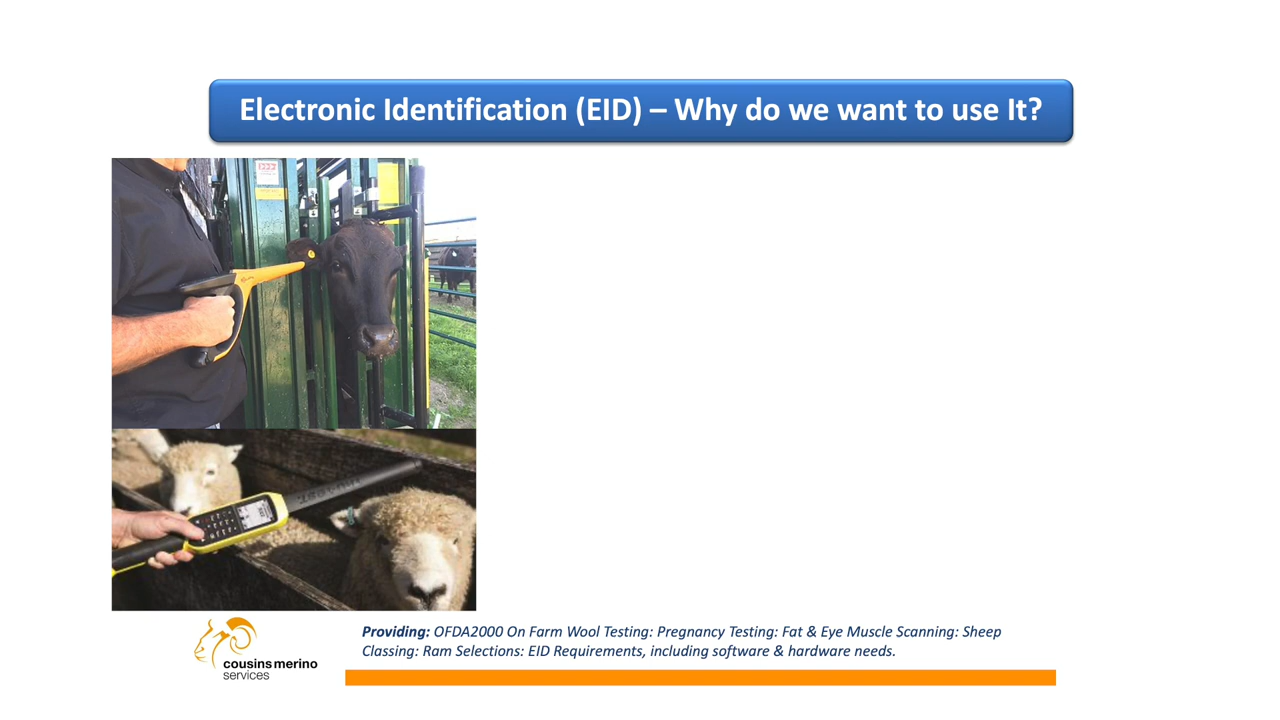 Electronic Identification (EID) – Why do we want to use It?
cousins merino
services
Providing: OFDA2000 On Farm Wool Testing: Pregnancy Testing: Fat & Eye Muscle Scanning: Sheep
Classing: Ram Selections: EID Requirements, including software & hardware needs.